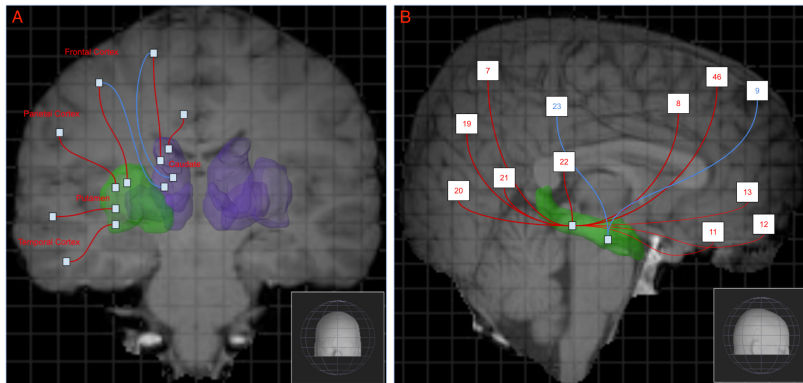 A
Frontal Cortex
Parietal Cortex
Caudate
Putamen
Temporal Cortex
B
7
46
23
8
9
19
22
21
20
13
11
12